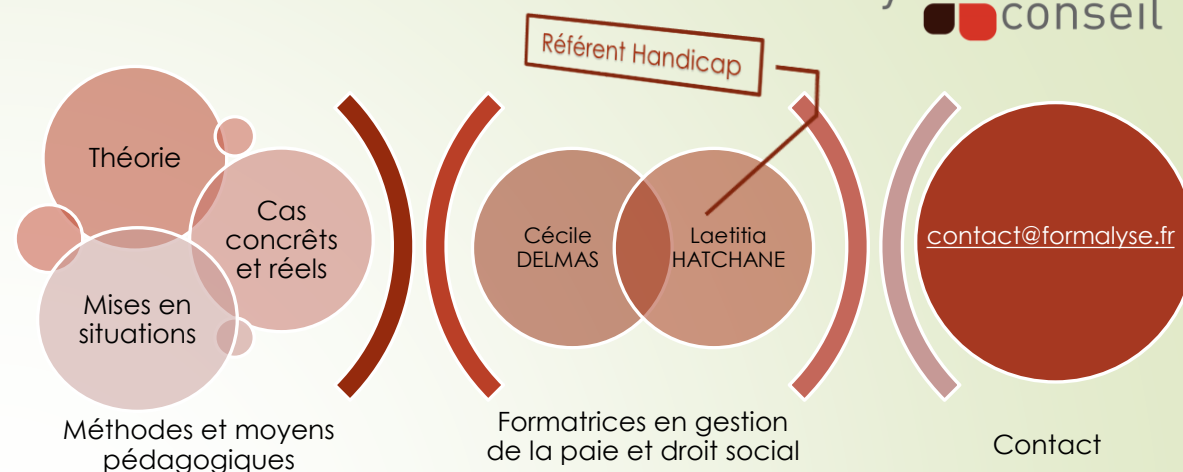 conseil
Référent Handicap
Théorie
Cas
concrêts
et réels
Mises en
situations
Méthodes et moyens
pédagogiques
Cécile
DELMAS
Laetitia
HATCHANE
Formatrices en gestion
de la paie et droit social
contact@formalyse.fr
Contact